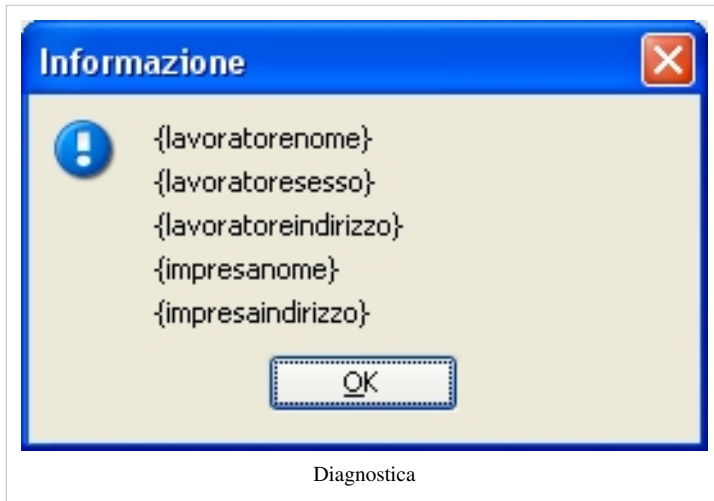 Informazione
{lavoratorenome}
{lavoratoresesso}
{lavoratoreindirizzo}
{impresanome}
{impresaindirizzo}
OK
Diagnostica